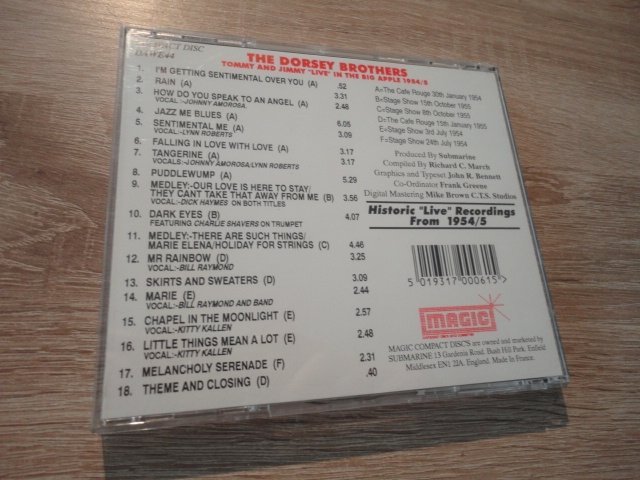 COMPACT DISC
DAWE44
THE DORSEY BROTHERS
TOMMY AND JIMMY "LIVE" IN THE BIG APPLE 1954/5
1. I'M GETTING SENTIMENTAL OVER YOU (A) .52
2. RAIN (A) 3.31
3. HOW DO YOU SPEAK TO AN ANGEL (A) 2.48
VOCAL:-JOHNNY AMOROSA.
4. JAZZ ME BLUES (A) 6.05
5. SENTIMENTAL ME (A) 3.09
VOCAL:-LYNN ROBERTS
6. FALLING IN LOVE WITH LOVE (A) 3.17
7. TANGERINE (A) 3.17
VOCALS:-JOHNNY AMOROSA/LYNN ROBERTS
8. PUDDLEWUMP (A) 5.29
9. MEDLEY:-OUR LOVE IS HERE TO STAY/
THEY CANT TAKE THAT AWAY FROM ME (B) 3.56
VOCAL:-DICK HAYMES ON BOTH TITLES
10. DARK EYES (B) 4.07
FEATURING CHARLIE SHAVERS ON TRUMPET
11. MEDLEY:-THERE ARE SUCH THINGS/
MARIE ELENA/HOLIDAY FOR STRINGS (C) 4.46
12. MR RAINBOW (D) 3.25
VOCAL:-BILL RAYMOND
13. SKIRTS AND SWEATERS (D) 3.09
14. MARIE (E) 2.44
VOCAL:-BILL RAYMOND AND BAND
15. CHAPEL IN THE MOONLIGHT (E) 2.57
VOCAL:-KITTY KALLEN
16. LITTLE THINGS MEAN A LOT (E) 2.48
VOCAL:-KITTY KALLEN
17. MELANCHOLY SERENADE (F) 2.31
18. THEME AND CLOSING (D) .40
A=The Cafe Rouge 30th January 1954
B=Stage Show 15th October 1955
C=Stage Show 8th October 1955
D=The Cafe Rouge 15th January 1955
E=Stage Show 3rd July 1954
F=Stage Show 24th July 1954
Produced By Submarine
Compiled By Richard C. March
Graphics and Typeset John R. Bennett
Co-Ordinator Frank Greene
Digital Mastering Mike Brown C.T.S. Studios
Historic "Live" Recordings
From 1954/5
5 019317 000615>
MAGIC
MAGIC COMPACT DISC'S are owned and marketed by
SUBMARINE 13 Gardenia Road, Bush Hill Park, Enfield
Middlesex EN1 2JA, England. Made In France.